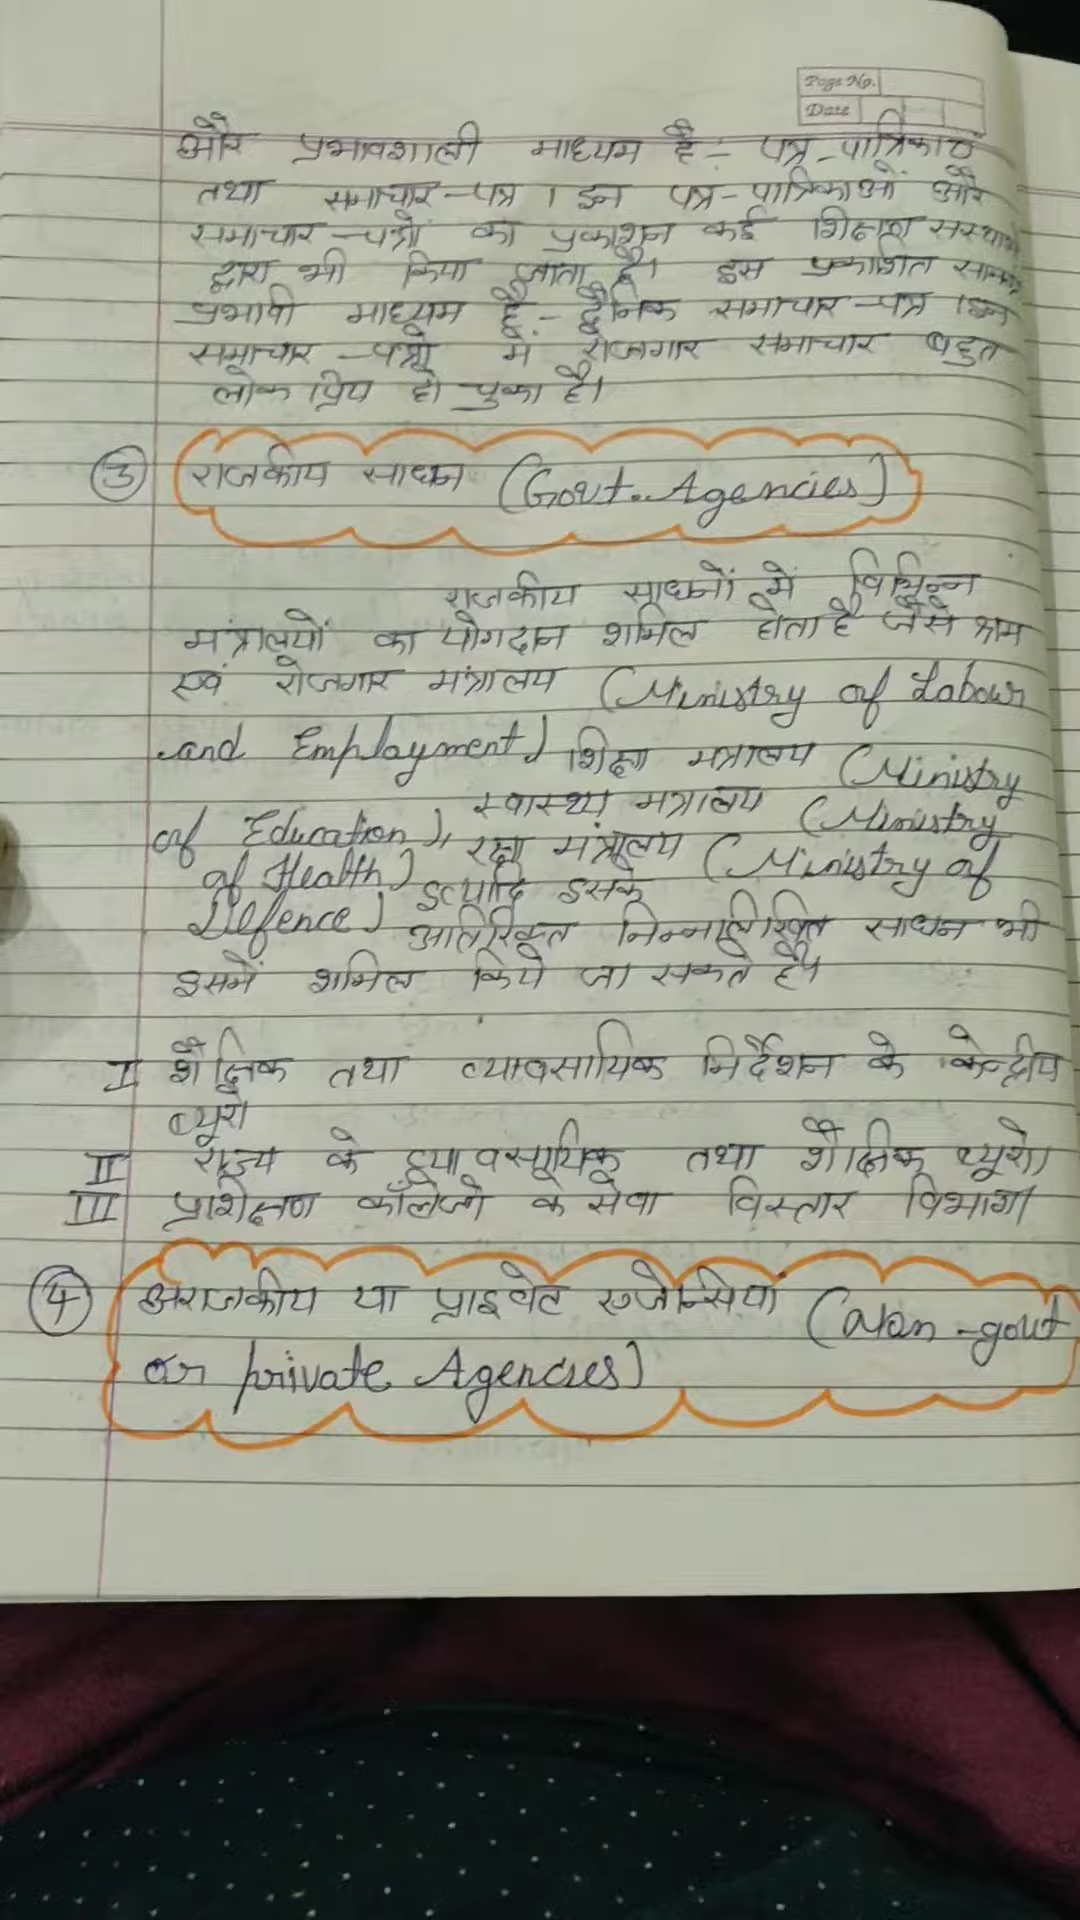 Page No.
Date
और प्रभावशाली माध्यम है - पत्र-पत्रिकाएं
तथा समाचार-पत्र । इन पत्र-पत्रिकाओं और
समाचार-पत्रों का प्रकाशन कई शिक्षण संस्थाओं
द्वारा भी किया जाता है। इस प्रकाशित
प्रभावी माध्यम है - दैनिक समाचार-पत्र । इन
समाचार-पत्रों में रोजगार समाचार बहुत
लोकप्रिय हो चुका है।
③ राजकीय साधन (Govt. Agencies)
राजकीय साधनों में विभिन्न
मंत्रालयों का योगदान शामिल होता है जैसे श्रम
एवं रोजगार मंत्रालय (Ministry of Labour
and Employment) शिक्षा मंत्रालय (Ministry
of Education), स्वास्थ्य मंत्रालय (Ministry
of Health) रक्षा मंत्रालय (Ministry of
Defence) इत्यादि इसके
अतिरिक्त निम्नलिखित साधन भी
इसमें शामिल किये जा सकते है।
I शैक्षिक तथा व्यावसायिक निर्देशन के केन्द्रीय
ब्यूरो
II राज्य के व्यावसायिक तथा शैक्षिक ब्यूरो।
III प्रशिक्षण कॉलेजों के सेवा विस्तार विभाग।
④ अराजकीय या प्राइवेट एजेन्सियां (Non-govt
or private Agencies)